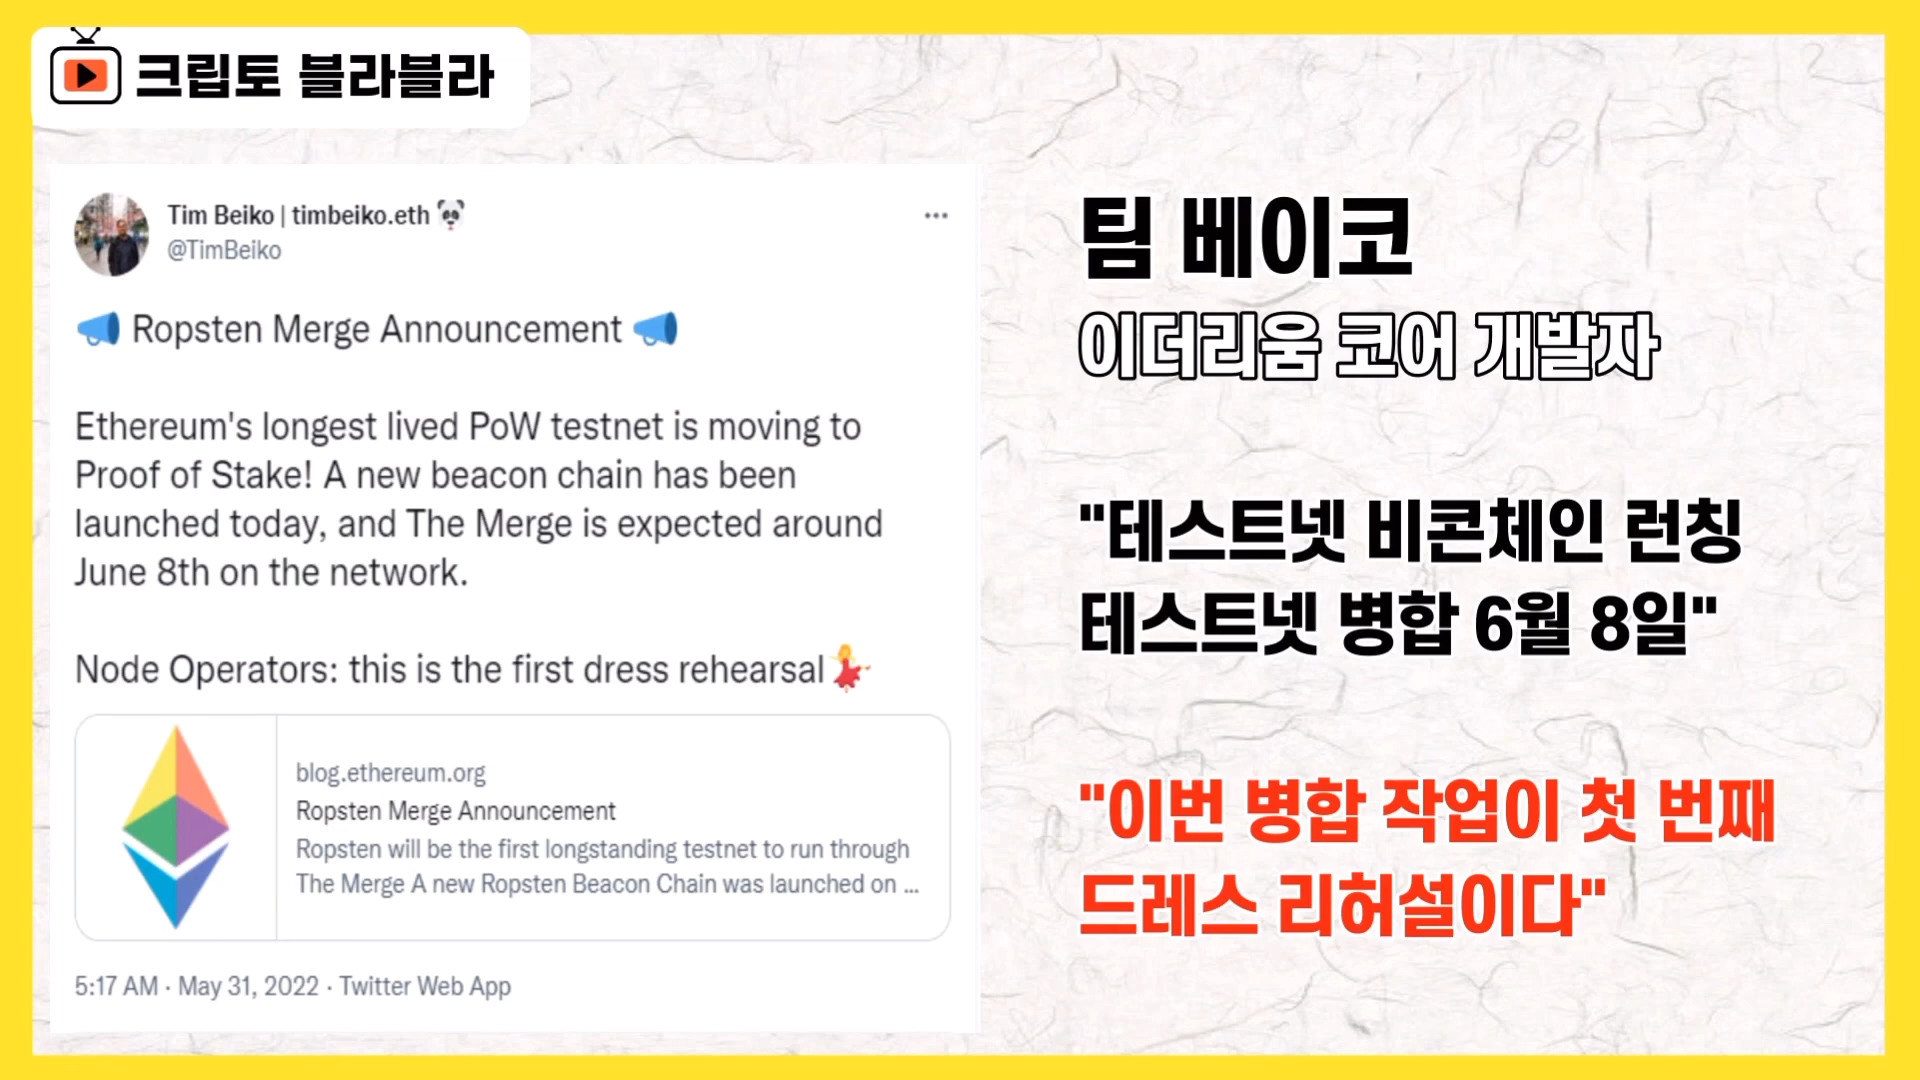 크립토 블라블라
Tim Beiko | timbeiko.eth 🐼
@TimBeiko
📢 Ropsten Merge Announcement 📢
Ethereum's longest lived PoW testnet is moving to
Proof of Stake! A new beacon chain has been
launched today, and The Merge is expected around
June 8th on the network.
Node Operators: this is the first dress rehearsal💃
blog.ethereum.org
Ropsten Merge Announcement
Ropsten will be the first longstanding testnet to run through
The Merge A new Ropsten Beacon Chain was launched on ...
5:17 AM · May 31, 2022 · Twitter Web App
팀 베이코
이더리움 코어 개발자
"테스트넷 비콘체인 런칭
테스트넷 병합 6월 8일"
"이번 병합 작업이 첫 번째
드레스 리허설이다"